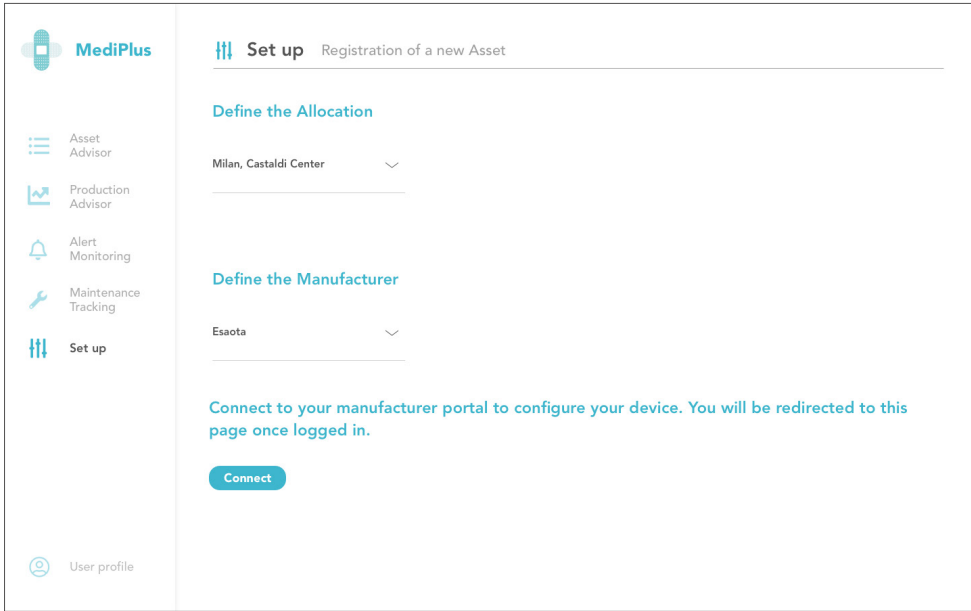 MediPlus
Asset
Advisor
Production
Advisor
Alert
Monitoring
Maintenance
Tracking
Set up
User profile
Set up Registration of a new Asset
Define the Allocation
Milan, Castaldi Center
Define the Manufacturer
Esaota
Connect to your manufacturer portal to configure your device. You will be redirected to this
page once logged in.
Connect